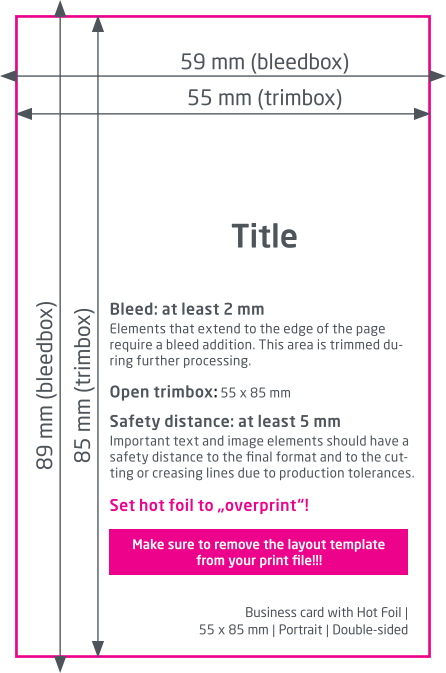 59 mm (bleedbox)
55 mm (trimbox)
89 mm (bleedbox)
85 mm (trimbox)
Title
Bleed: at least 2 mm
Elements that extend to the edge of the page
require a bleed addition. This area is trimmed du-
ring further processing.
Open trimbox: 55 x 85 mm
Safety distance: at least 5 mm
Important text and image elements should have a
safety distance to the final format and to the cut-
ting or creasing lines due to production tolerances.
Set hot foil to „overprint“!
Make sure to remove the layout template
from your print file!!!
Business card with Hot Foil |
55 x 85 mm | Portrait | Double-sided